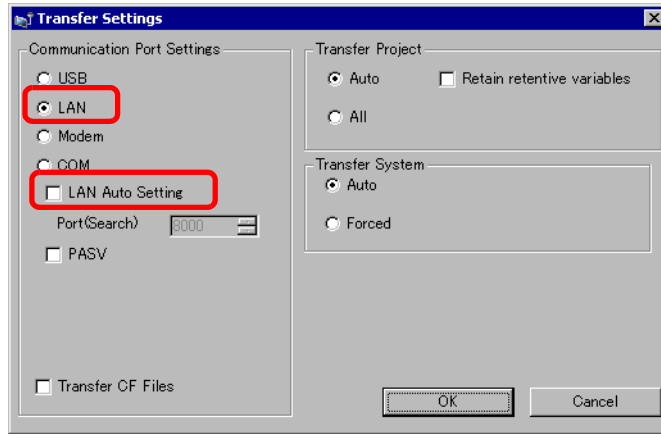 Transfer Settings
Communication Port Settings
USB
LAN
Modem
COM
LAN Auto Setting
Port(Search) 8000
PASV
Transfer CF Files
Transfer Project
Auto Retain retentive variables
All
Transfer System
Auto
Forced
OK Cancel